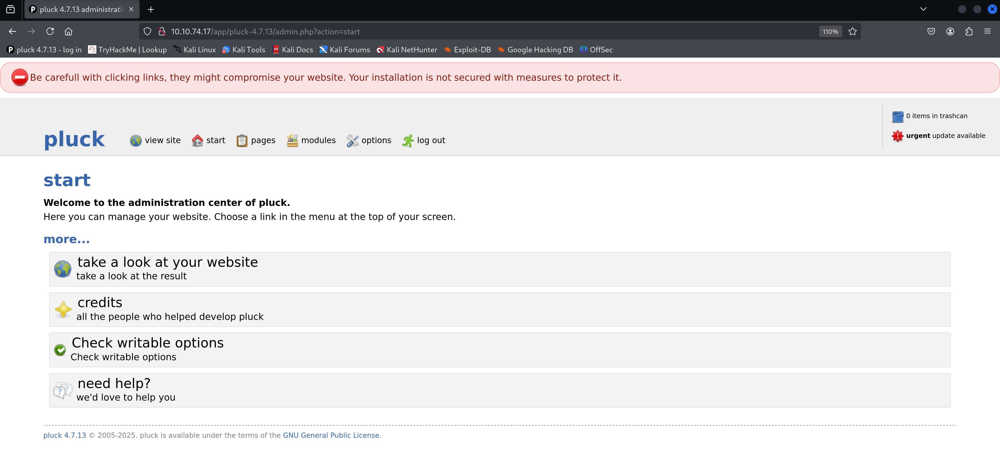 pluck 4.7.13 administratio
10.10.74.17/app/pluck-4.7.13/admin.php?action=start
110%
pluck 4.7.13 - log in TryHackMe | Lookup Kali Linux Kali Tools Kali Docs Kali Forums Kali NetHunter Exploit-DB Google Hacking DB OffSec
Be carefull with clicking links, they might compromise your website. Your installation is not secured with measures to protect it.
0 items in trashcan
urgent update available
pluck view site start pages modules options log out
start
Welcome to the administration center of pluck.
Here you can manage your website. Choose a link in the menu at the top of your screen.
more...
take a look at your website
take a look at the result
credits
all the people who helped develop pluck
Check writable options
Check writable options
need help?
we'd love to help you
pluck 4.7.13 © 2005-2025. pluck is available under the terms of the GNU General Public License.